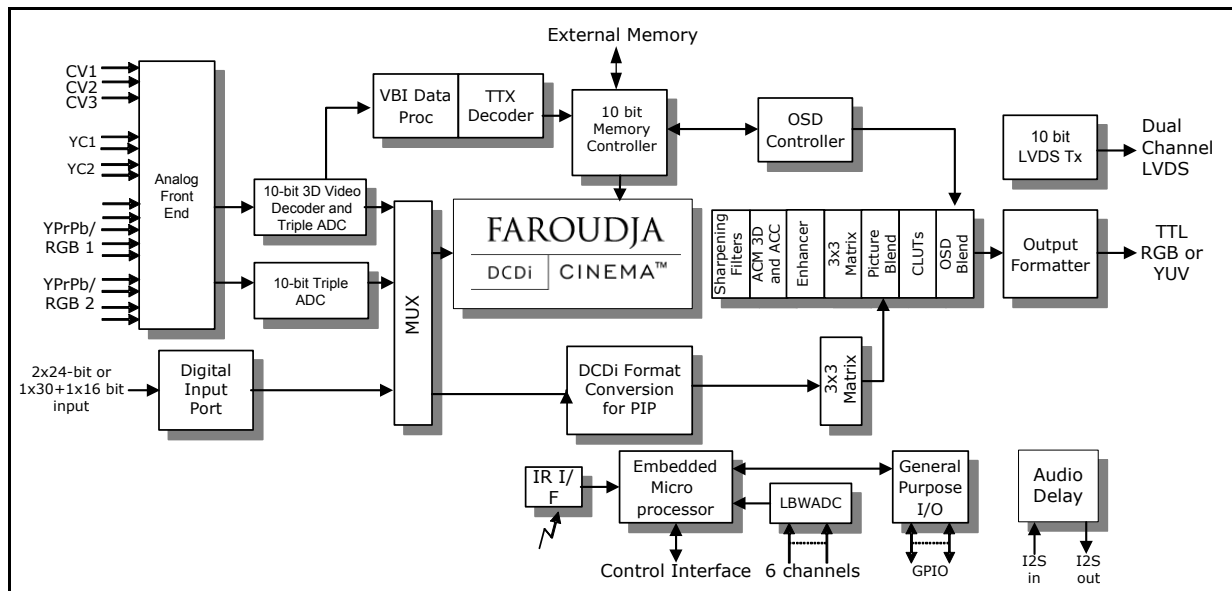 External Memory
CV1
CV2
CV3
YC1
YC2
YPrPb/
RGB 1
YPrPb/
RGB 2
Analog
Front
End
VBI Data
Proc
TTX
Decoder
10 bit
Memory
Controller
OSD
Controller
10 bit
LVDS Tx
Dual
Channel
LVDS
10-bit 3D Video
Decoder and
Triple ADC
10-bit Triple
ADC
MUX
FAROUDJA
DCDi CINEMA™
Sharpening
Filters
ACM 3D
and ACC
Enhancer
3x3
Matrix
Picture
Blend
CLUTs
OSD
Blend
Output
Formatter
TTL
RGB or
YUV
2x24-bit or
1x30+1x16 bit
input
Digital
Input
Port
DCDi Format
Conversion
for PIP
3x3
Matrix
IR I/
F
Embedded
Micro
processor
LBWADC
General
Purpose
I/O
Audio
Delay
Control Interface
6 channels
GPIO
I2S
in
I2S
out